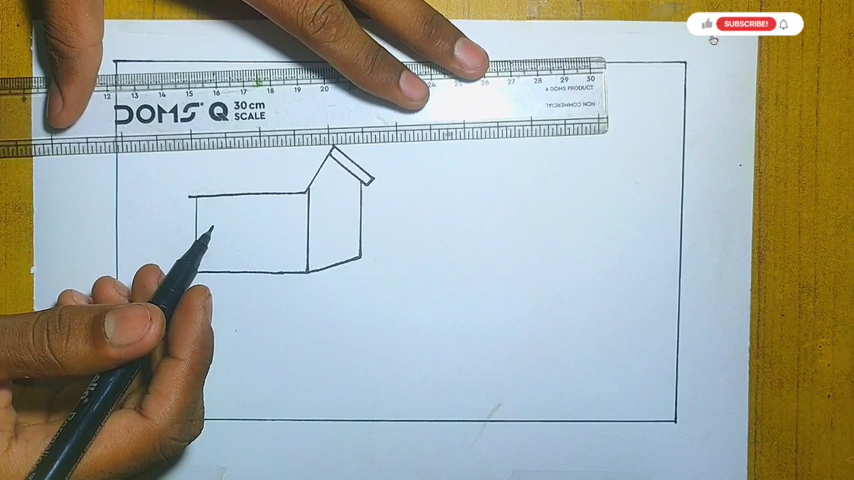 SUBSCRIBE!
12 13 14 15 16 17 18 19 20 24 25 26 27 28 29 30
DOMS Q 30 cm
SCALE
A DOMS PRODUCT
NON COMMERCIAL